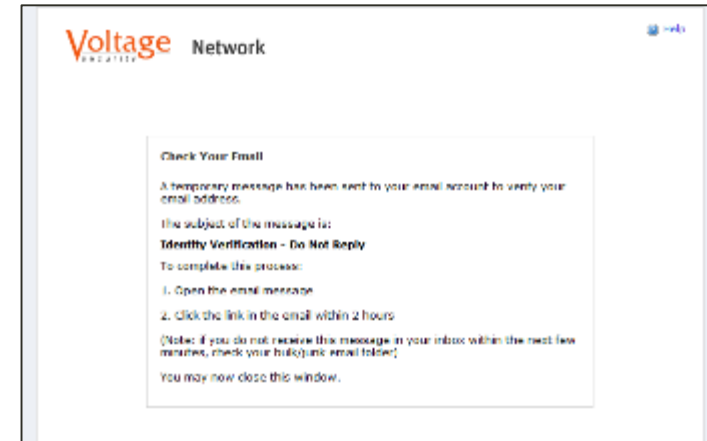 Voltage Network
security
Help
Check Your Email
A temporary message has been sent to your email account to verify your
email address.
The subject of the message is:
Identity Verification - Do Not Reply
To complete this process:
1. Open the email message
2. Click the link in the email within 2 hours
(Note: if you do not receive this message in your inbox within the next few
minutes, check your bulk/junk email folder)
You may now close this window.